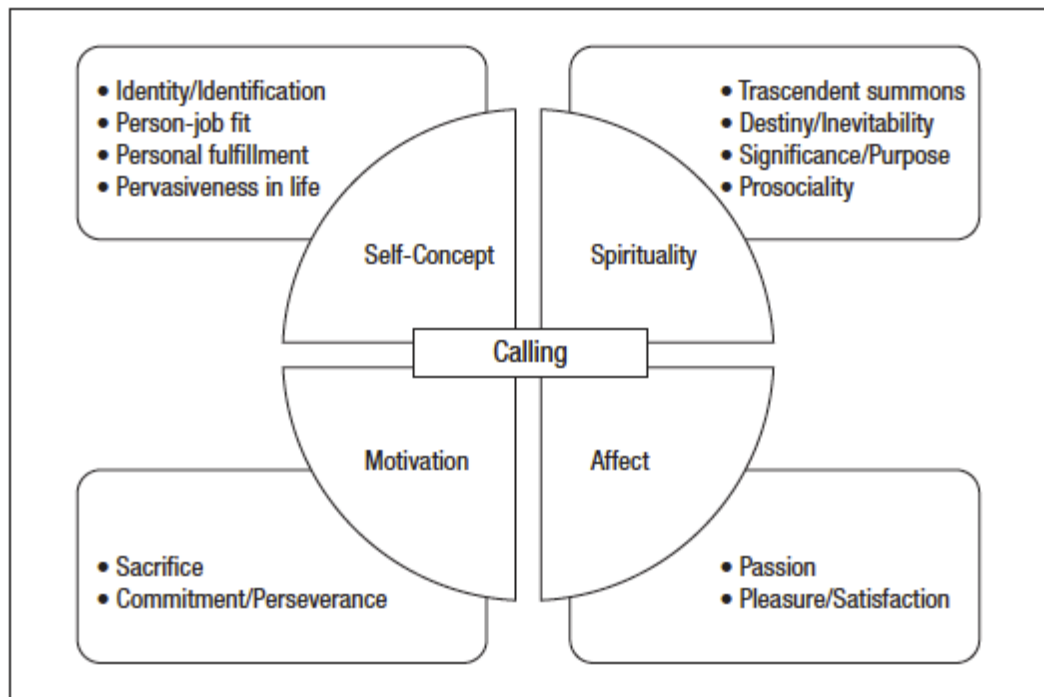 • Identity/Identification
• Person-job fit
• Personal fulfillment
• Pervasiveness in life
• Trascendent summons
• Destiny/Inevitability
• Significance/Purpose
• Prosociality
Self-Concept
Spirituality
Calling
Motivation
Affect
• Sacrifice
• Commitment/Perseverance
• Passion
• Pleasure/Satisfaction